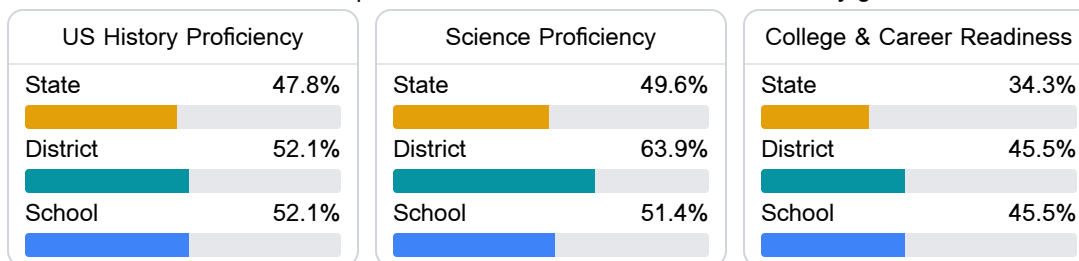 US History Proficiency
State 47.8%
District 52.1%
School 52.1%
Science Proficiency
State 49.6%
District 63.9%
School 51.4%
College & Career Readiness
State 34.3%
District 45.5%
School 45.5%